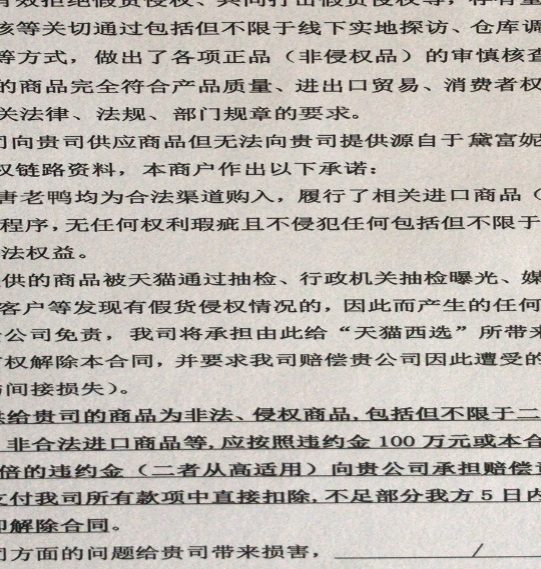 有效拒绝假货侵权、共同打击假货侵权等，存有量
核等关切通过包括但不限于线下实地探访、仓库调
等方式，做出了各项正品（非侵权品）的审慎核查
的商品完全符合产品质量、进出口贸易、消费者权
关法律、法规、部门规章的要求。
司向贵司供应商品但无法向贵司提供源自于黛富妮
权链路资料，本商户作出以下承诺：
唐老鸭均为合法渠道购入，履行了相关进口商品（
程序，无任何权利瑕疵且不侵犯任何包括但不限于
法权益。
供的商品被天猫通过抽检、行政机关抽检曝光、媒
客户等发现有假货侵权情况的，因此而产生的任何
公司免责，我司将承担由此给“天猫西选”所带来
有权解除本合同，并要求我司赔偿贵公司因此遭受的
间接损失）。
供给贵司的商品为非法、侵权商品，包括但不限于二
非合法进口商品等，应按照违约金 100 万元或本合
倍的违约金（二者从高适用）向贵公司承担赔偿
支付我司所有款项中直接扣除，不足部分我方 5 日内
即解除合同。
司方面的问题给贵司带来损害，/